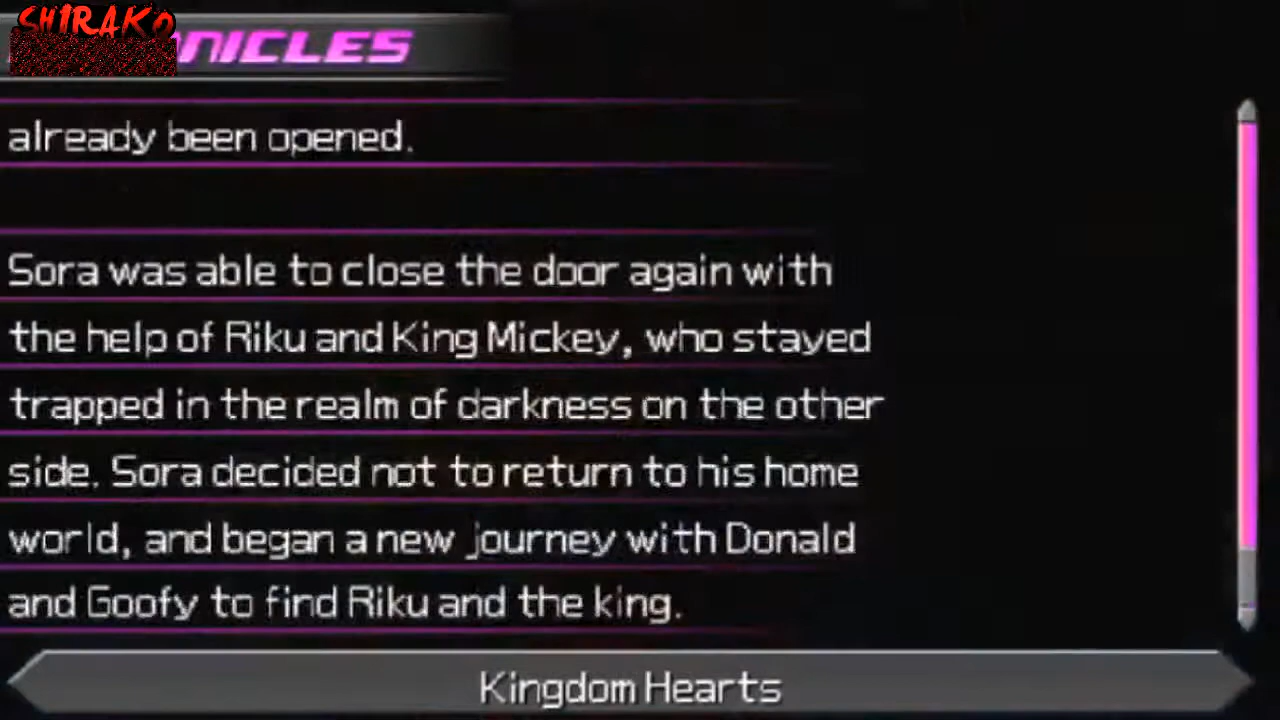 SHIRAKO
NICLES
already been opened.
Sora was able to close the door again with
the help of Riku and King Mickey, who stayed
trapped in the realm of darkness on the other
side. Sora decided not to return to his home
world, and began a new journey with Donald
and Goofy to find Riku and the king.
Kingdom Hearts